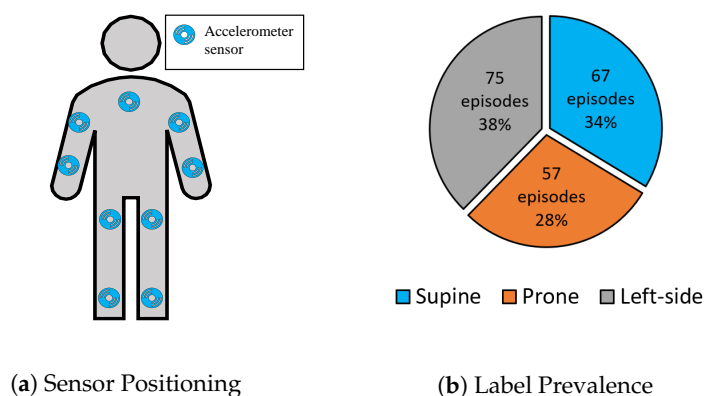 Accelerometer
sensor
75
episodes
38%
67
episodes
34%
57
episodes
28%
Supine Prone Left-side
(a) Sensor Positioning
(b) Label Prevalence